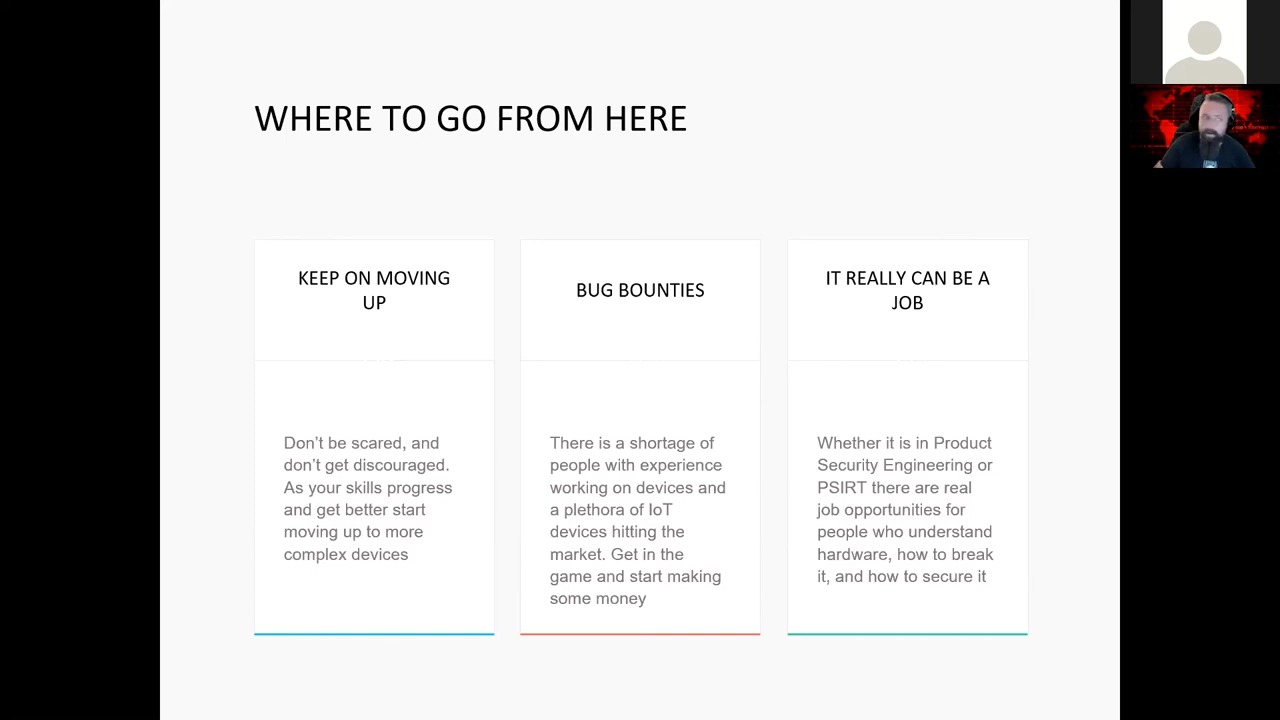 WHERE TO GO FROM HERE
KEEP ON MOVING
UP
Don’t be scared, and
don’t get discouraged.
As your skills progress
and get better start
moving up to more
complex devices
BUG BOUNTIES
There is a shortage of
people with experience
working on devices and
a plethora of IoT
devices hitting the
market. Get in the
game and start making
some money
IT REALLY CAN BE A
JOB
Whether it is in Product
Security Engineering or
PSIRT there are real
job opportunities for
people who understand
hardware, how to break
it, and how to secure it